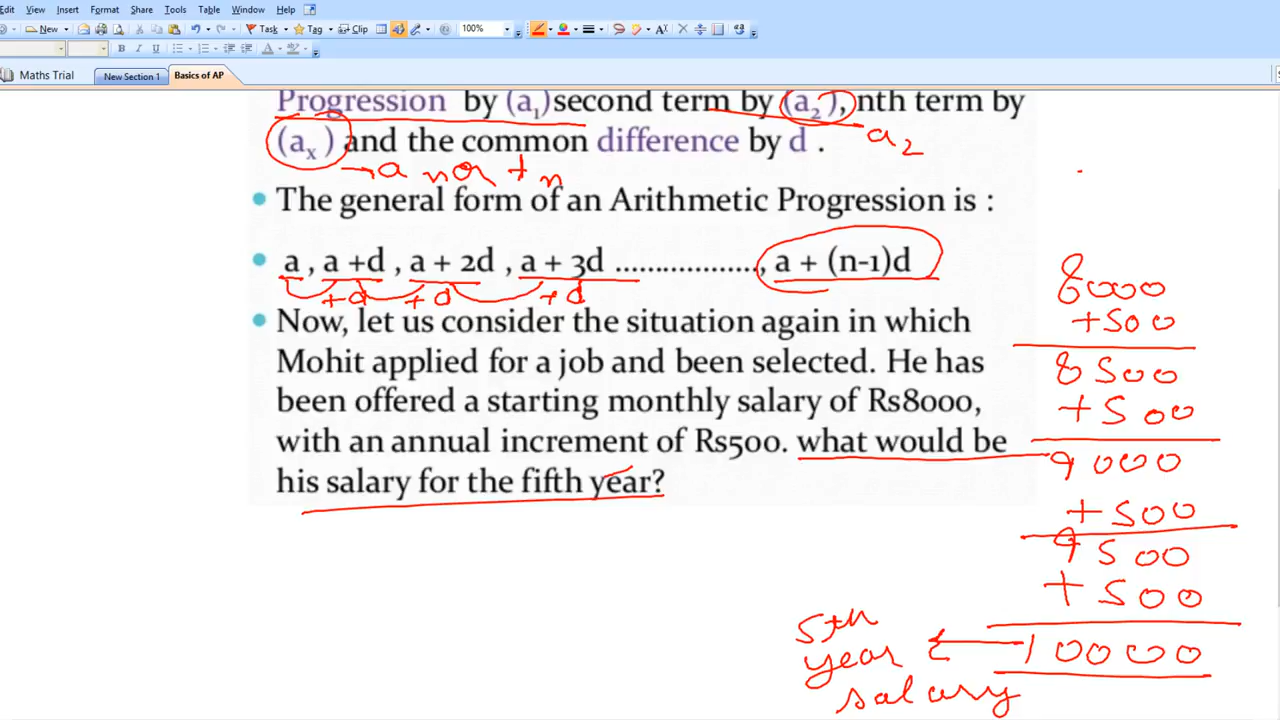 Edit View Insert Format Share Tools Table Window Help
New Task Tag Clip 100%
B I U A
Maths Trial New Section 1 Basics of AP
Progression by (a1)second term by (a2), nth term by
(ax) and the common difference by d .
a2
a n or t n
The general form of an Arithmetic Progression is :
a , a +d , a + 2d , a + 3d ...................., a + (n-1)d
+d +d +d
Now, let us consider the situation again in which
Mohit applied for a job and been selected. He has
been offered a starting monthly salary of Rs8000,
with an annual increment of Rs500. what would be
his salary for the fifth year?
8000
+500
8500
+500
9000
+500
9500
+500
10000
5th
year
salary